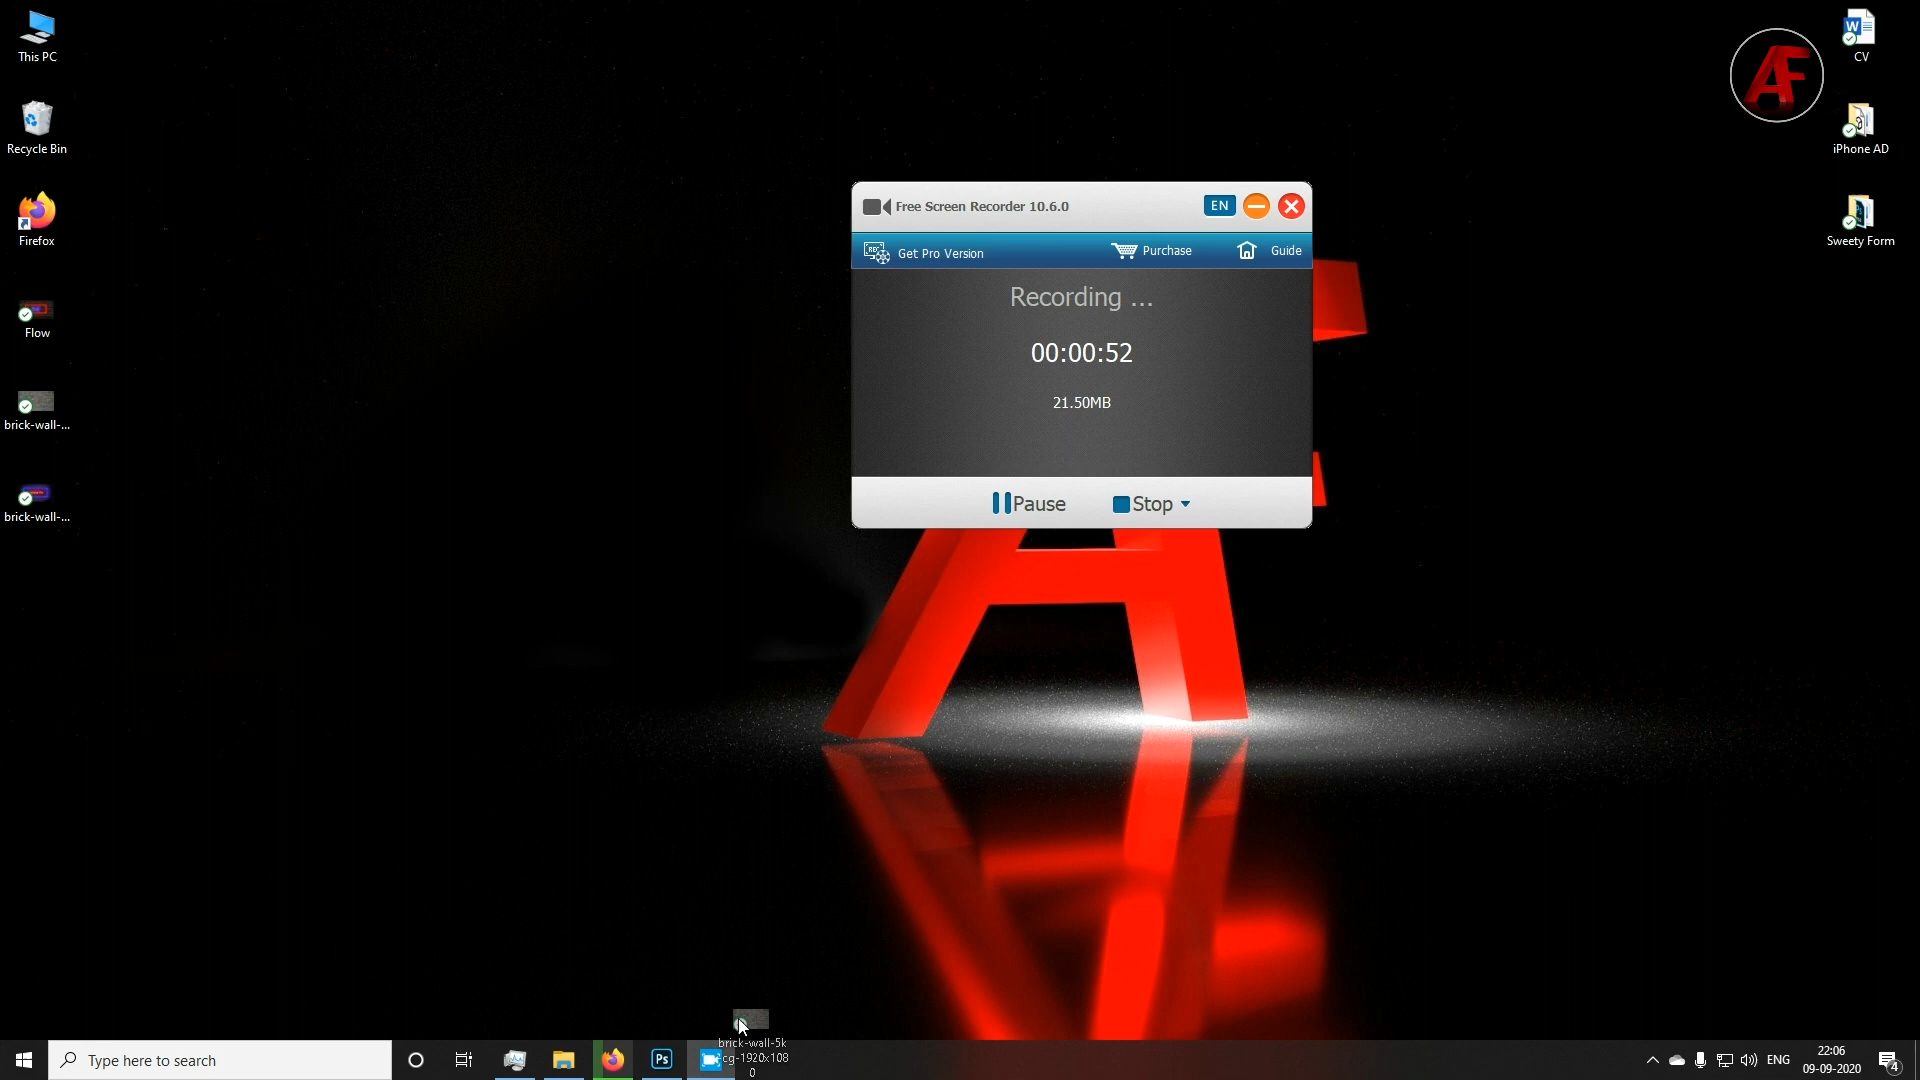 This PC
Recycle Bin
Firefox
Flow
brick-wall-...
brick-wall-...
Free Screen Recorder 10.6.0
EN
Get Pro Version
Purchase
Guide
Recording ...
00:00:52
21.50MB
Pause
Stop
AF
CV
iPhone AD
Sweety Form
brick-wall-5k
cg-1920x108
0
Type here to search
Ps
ENG
22:06
09-09-2020
4